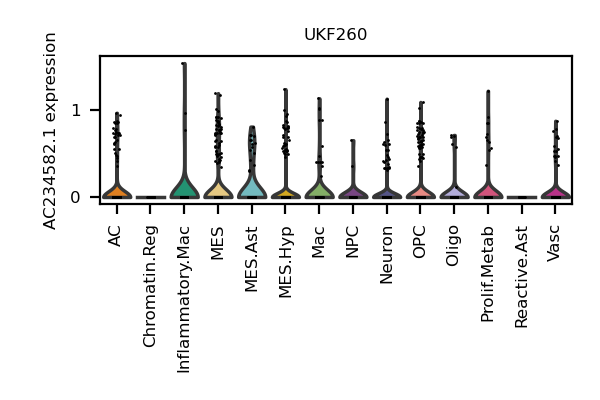 UKF260
AC234582.1 expression
1
0
AC
Chromatin.Reg
Inflammatory.Mac
MES
MES.Ast
MES.Hyp
Mac
NPC
Neuron
OPC
Oligo
Prolif.Metab
Reactive.Ast
Vasc